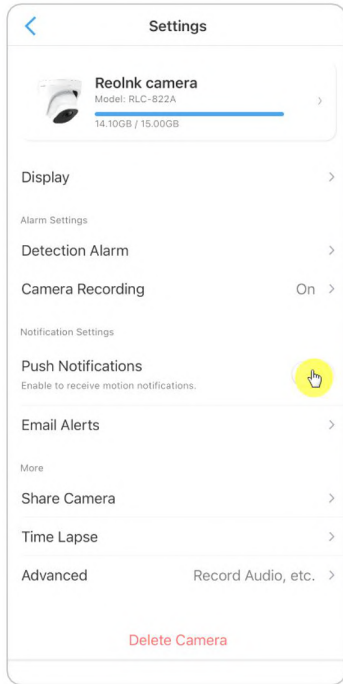 Settings
Reolnk camera
Model: RLC-822A
14.10GB / 15.00GB
Display
Alarm Settings
Detection Alarm
Camera Recording On
Notification Settings
Push Notifications
Enable to receive motion notifications.
Email Alerts
More
Share Camera
Time Lapse
Advanced Record Audio, etc.
Delete Camera